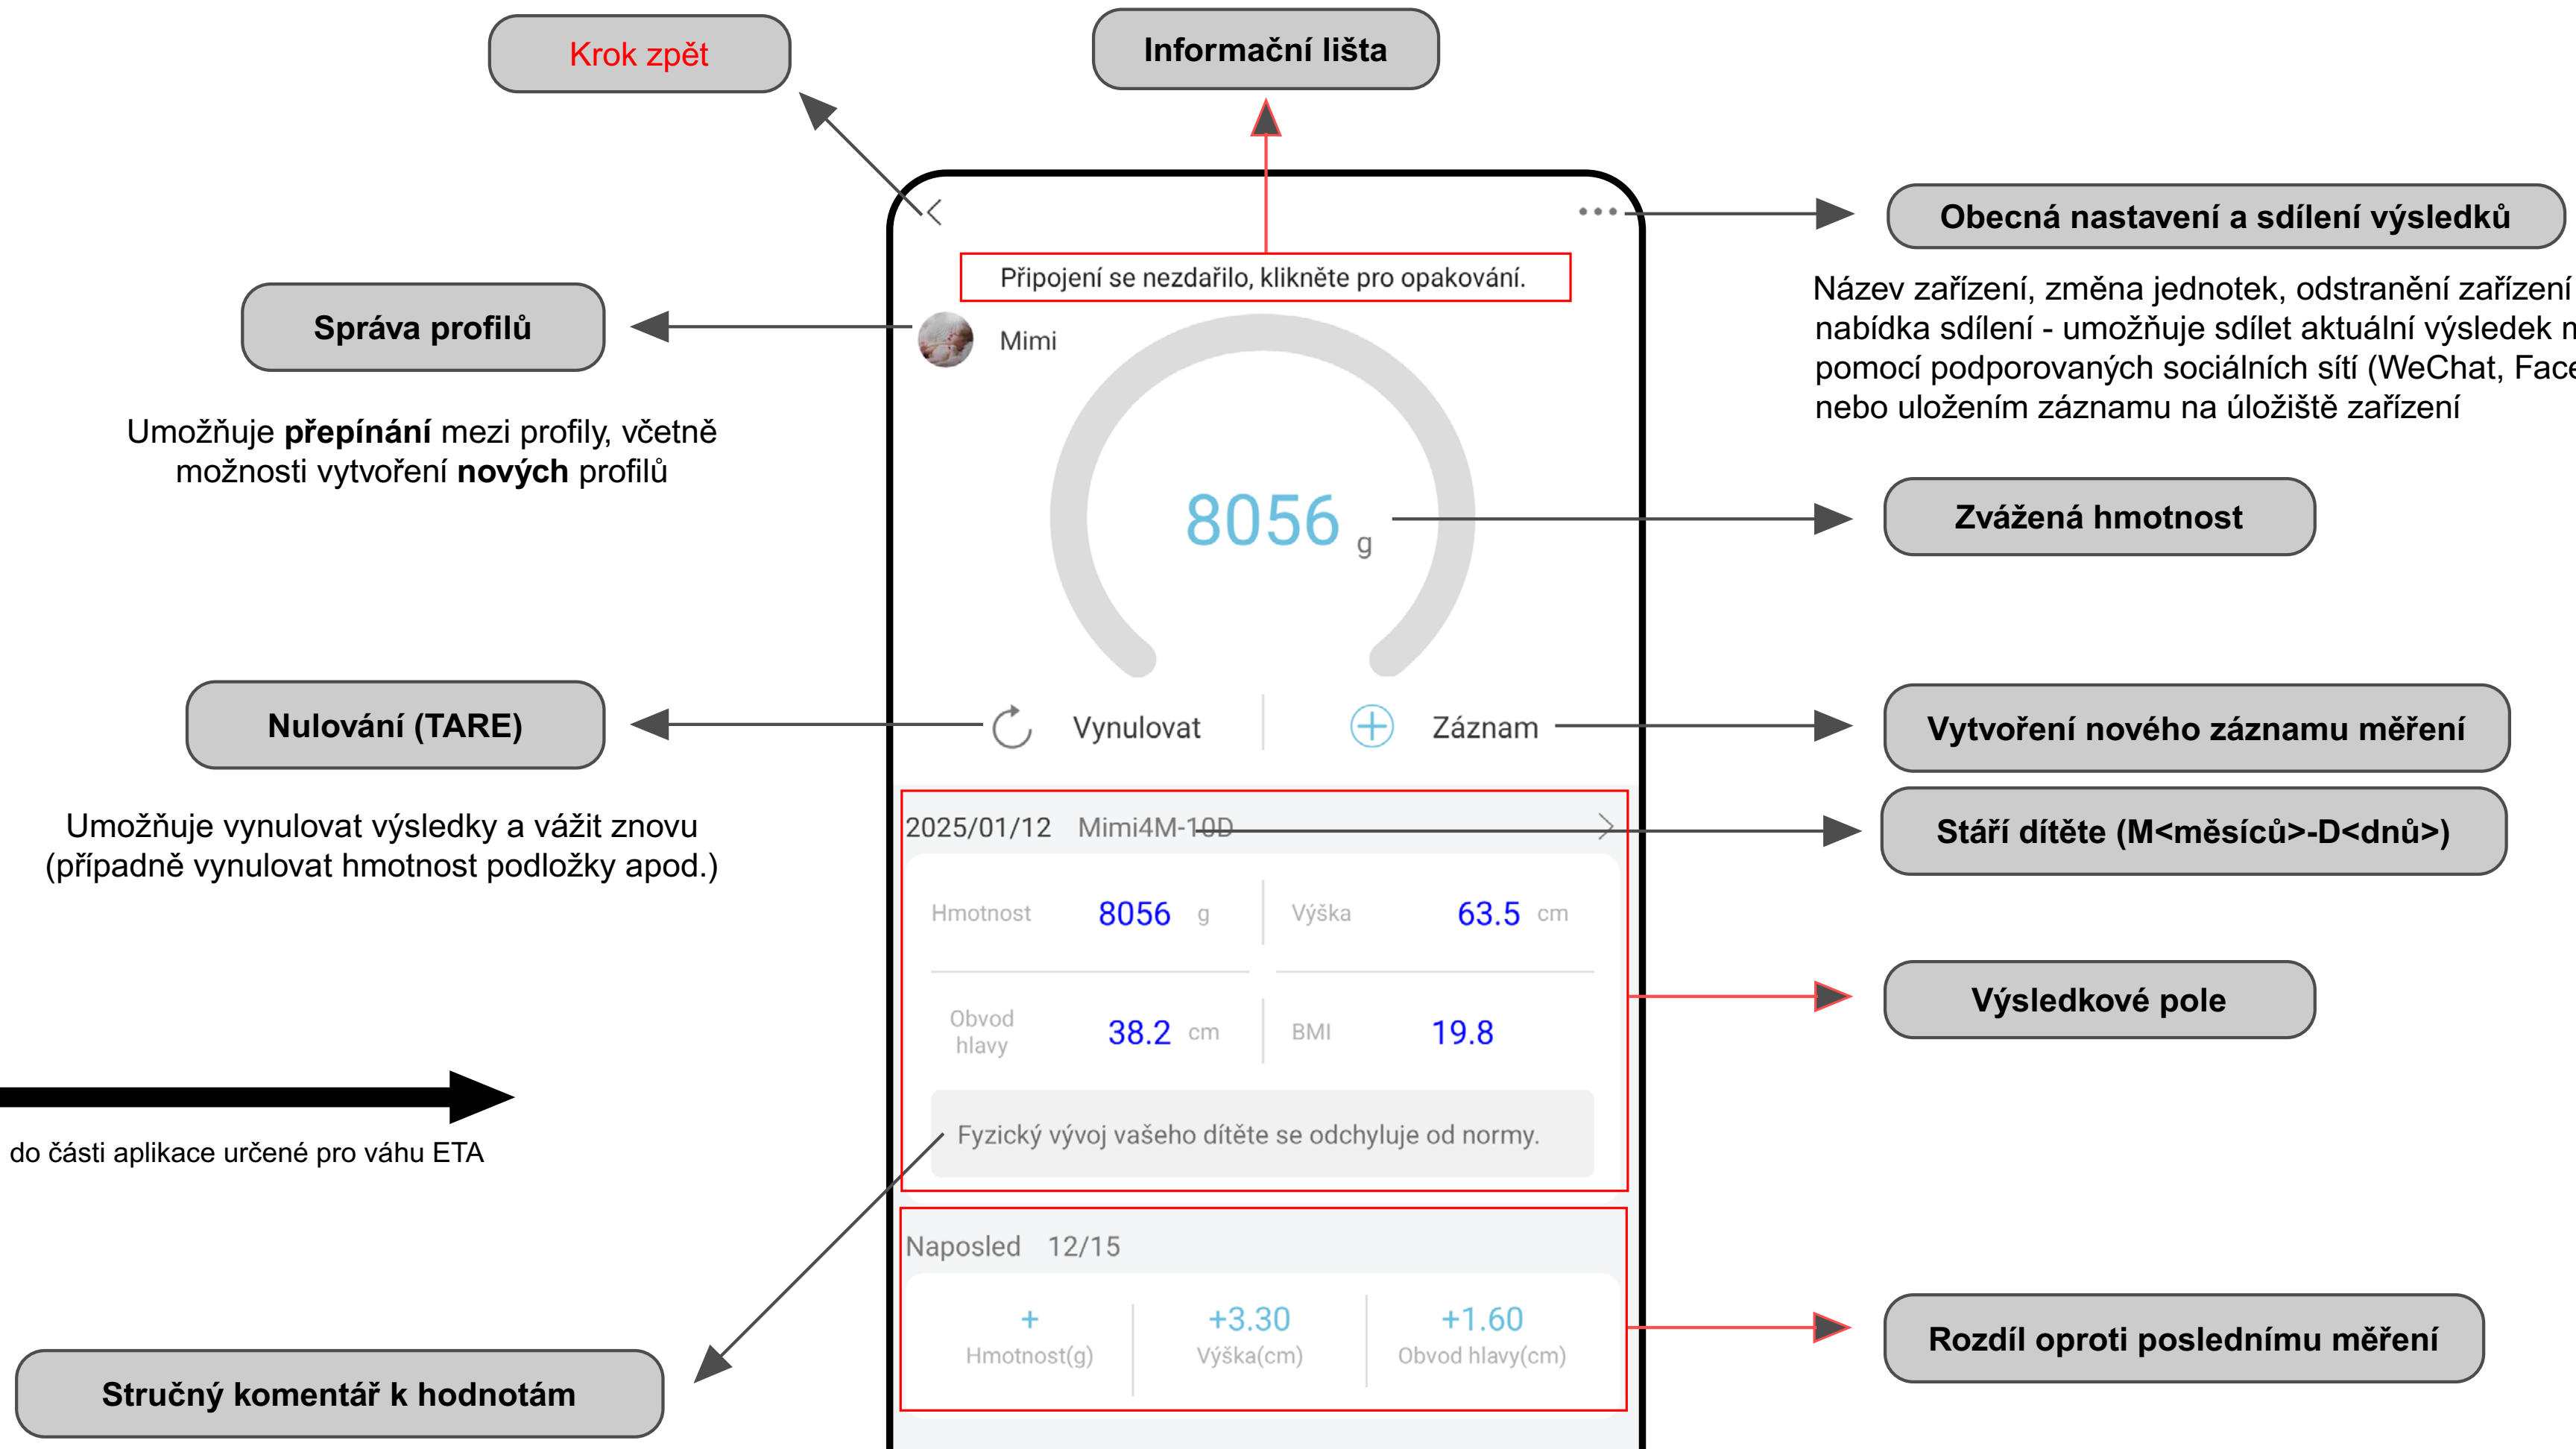 Krok zpět
Informační lišta
Obecná nastavení a sdílení výsledků
Název zařízení, změna jednotek, odstranění zařízení
nabídka sdílení - umožňuje sdílet aktuální výsledek
pomocí podporovaných sociálních sítí (WeChat,
nebo uložením záznamu na úložiště zařízení
Připojení se nezdařilo, klikněte pro opakování.
Správa profilů
Mimi
Umožňuje přepínání mezi profily, včetně
možnosti vytvoření nových profilů
8056 g
Zvážená hmotnost
Nulování (TARE)
Vynulovat
Záznam
Vytvoření nového záznamu měření
Umožňuje vynulovat výsledky a vážit znovu
(případně vynulovat hmotnost podložky apod.)
2025/01/12 Mimi4M-10D
Stáří dítěte (M<měsíců>-D<dnů>)
Hmotnost 8056 g
Výška 63.5 cm
Výsledkové pole
Obvod
hlavy
38.2 cm
BMI 19.8
Fyzický vývoj vašeho dítěte se odchyluje od normy.
do části aplikace určené pro váhu ETA
Naposled 12/15
+ +3.30 +1.60
Hmotnost(g) Výška(cm) Obvod hlavy(cm)
Rozdíl oproti poslednímu měření
Stručný komentář k hodnotám